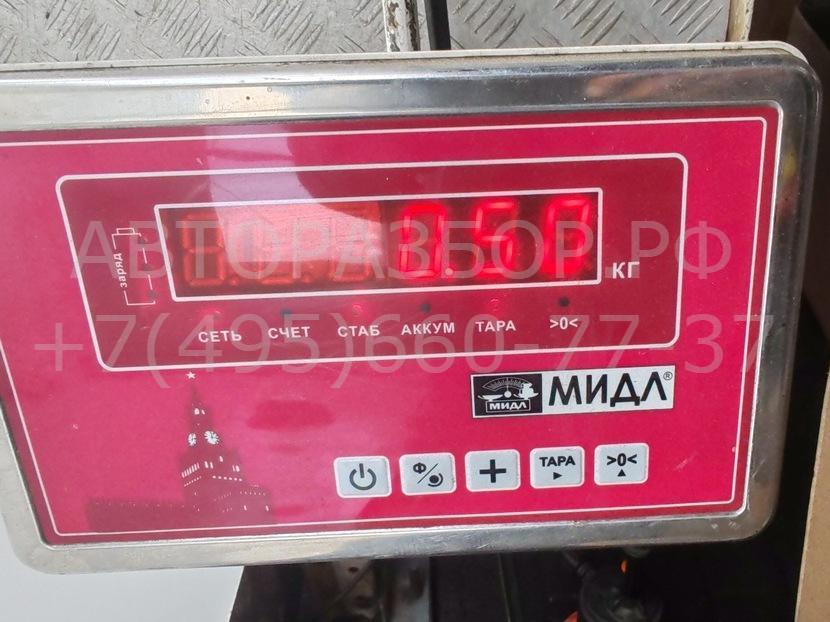 0.50
кг
заряд
СЕТЬ СЧЕТ СТАБ АККУМ ТАРА >0<
АВТОРАЗБОР.РФ
+7(495)660-77-37
МИДЛ МИДЛ®
Ф ТАРА >0<